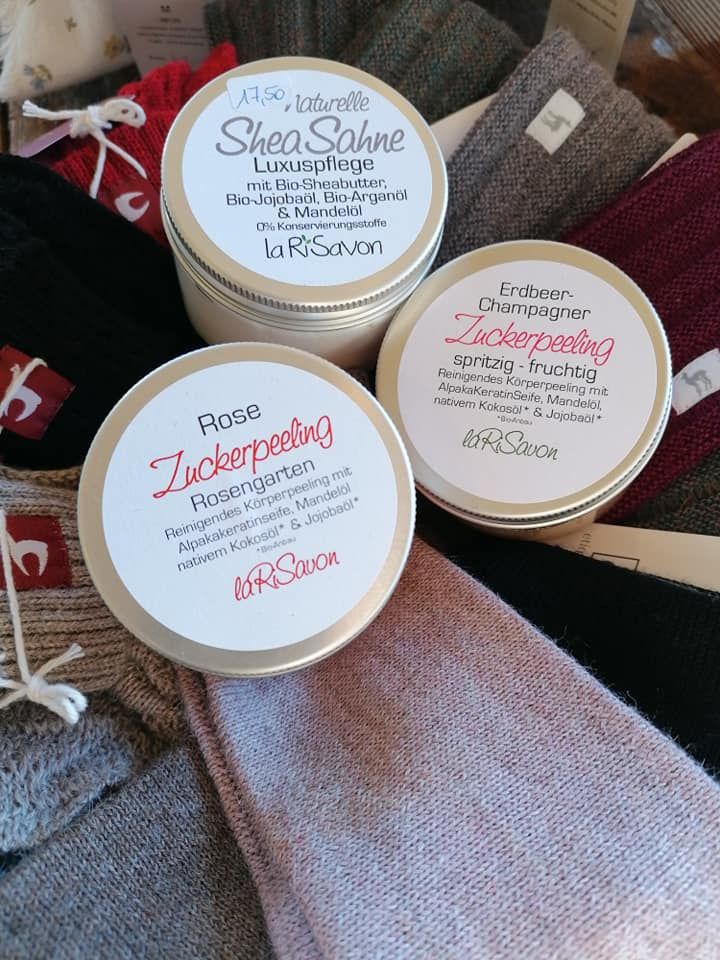 M
17,50
Naturelle
SheaSahne
Luxuspflege
mit Bio-Sheabutter,
Bio-Jojobaöl, Bio-Arganöl
& Mandelöl
0% Konservierungsstoffe
laRiSavon
Erdbeer-
Champagner
Zuckerpeeling
spritzig - fruchtig
Reinigendes Körperpeeling mit
AlpakaKeratinSeife, Mandelöl,
nativem Kokosöl* & Jojobaöl*
*BioAnbau
laRiSavon
Rose
Zuckerpeeling
Rosengarten
Reinigendes Körperpeeling mit
Alpakakeratinseife, Mandelöl
nativem Kokosöl* & Jojobaöl*
*BioAnbau
laRiSavon